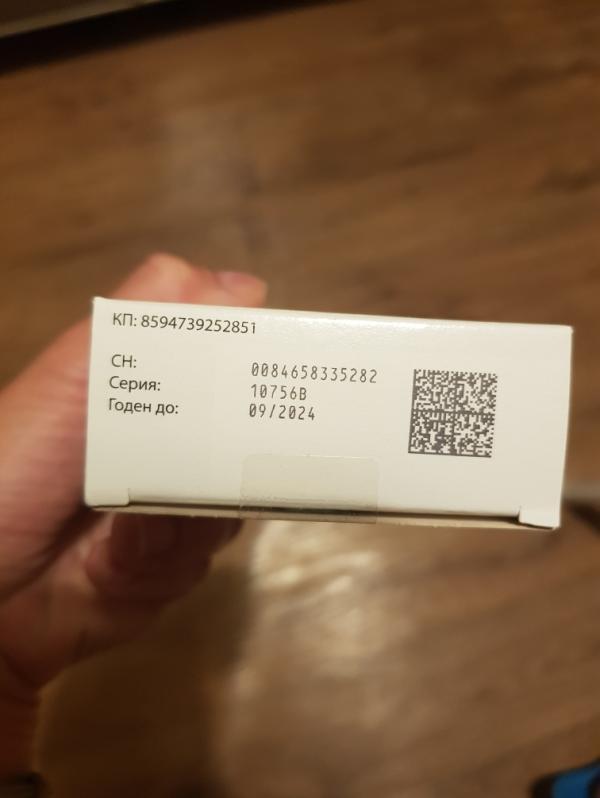 КП: 8594739252851
СН: 0084658335282
Серия: 10756B
Годен до: 09/2024